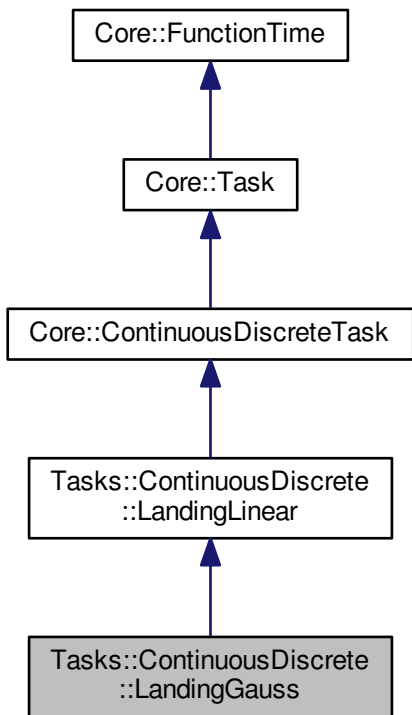 Core::FunctionTime
Core::Task
Core::ContinuousDiscreteTask
Tasks::ContinuousDiscrete
::LandingLinear
Tasks::ContinuousDiscrete
::LandingGauss